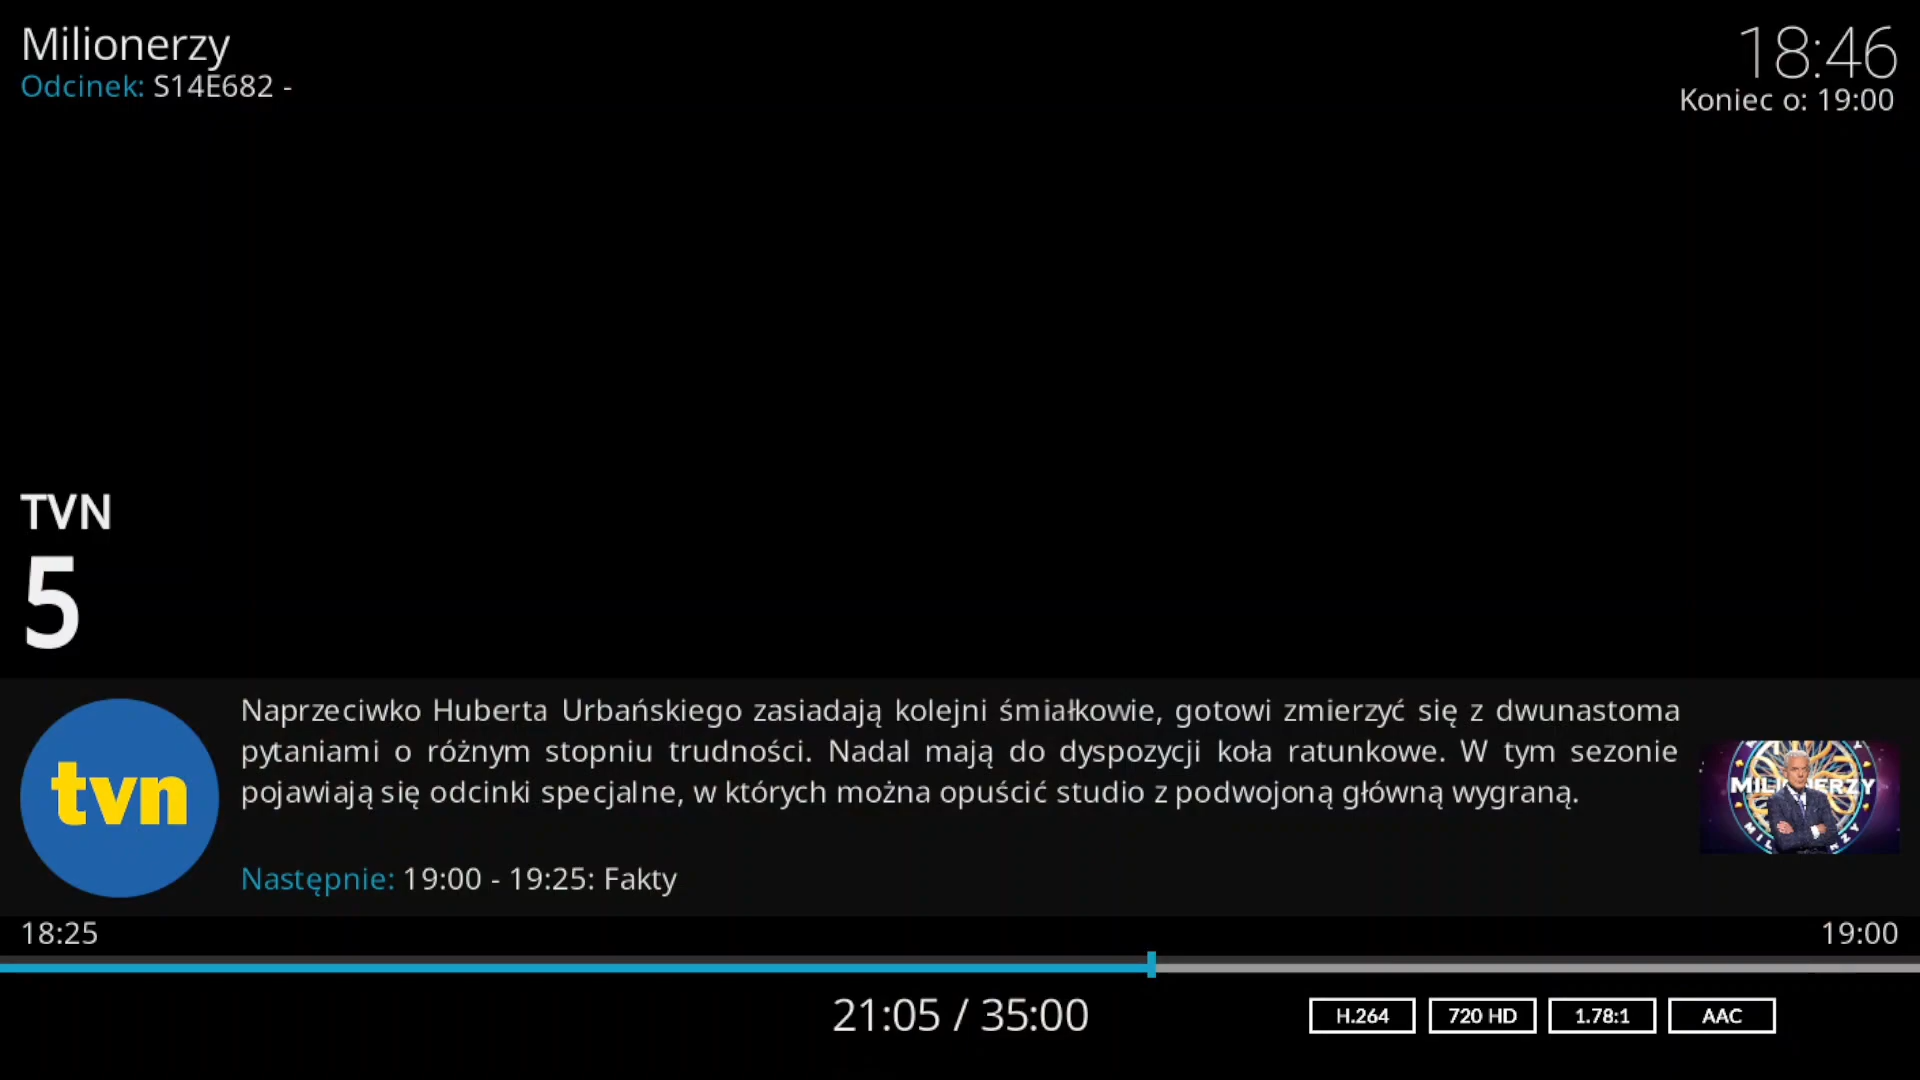 Milionerzy
Odcinek: S14E682 -
18:46
Koniec o: 19:00
TVN
5
tvn
Naprzeciwko Huberta Urbańskiego zasiadają kolejni śmiałkowie, gotowi zmierzyć się z dwunastoma
pytaniami o różnym stopniu trudności. Nadal mają do dyspozycji koła ratunkowe. W tym sezonie
pojawiają się odcinki specjalne, w których można opuścić studio z podwojoną główną wygraną.
Następnie: 19:00 - 19:25: Fakty
18:25
19:00
21:05 / 35:00
H.264
720 HD
1.78:1
AAC